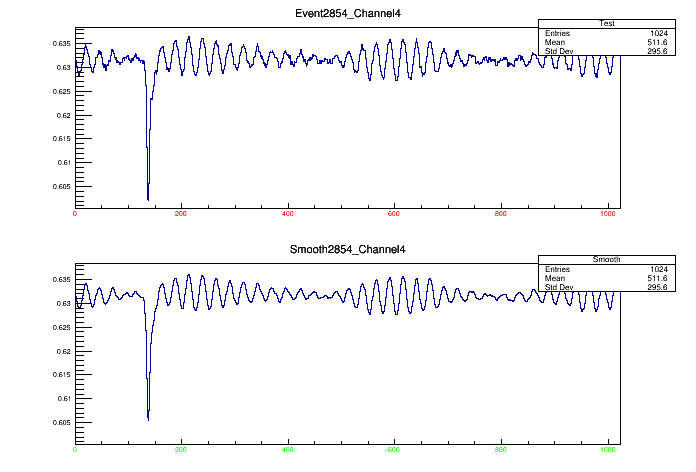 Event2854_Channel4
Test
Entries 1024
Mean 511.6
Std Dev 295.6
0.635
0.63
0.625
0.62
0.615
0.61
0.605
0 200 400 600 800 1000
Smooth2854_Channel4
Smooth
Entries 1024
Mean 511.6
Std Dev 295.6
0.635
0.63
0.625
0.62
0.615
0.61
0.605
0 200 400 600 800 1000